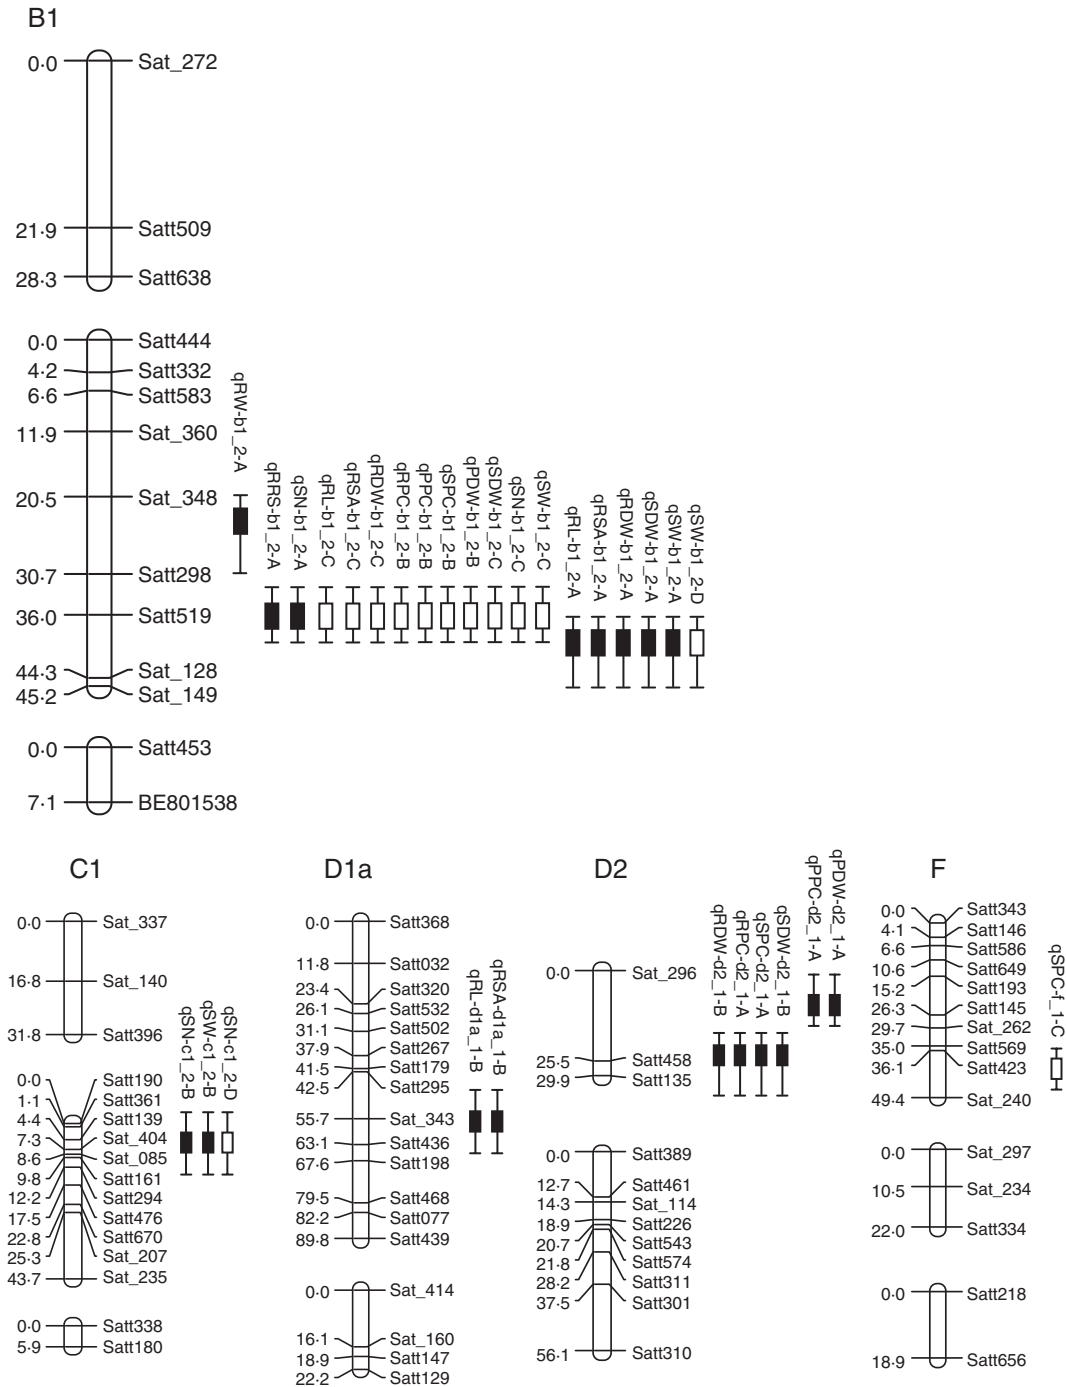 B1
0·0 Sat_272
21·9 Satt509
28·3 Satt638
0·0 Satt444
4·2 Satt332
6·6 Satt583
11·9 Sat_360
20·5 Sat_348
30·7 Satt298
36·0 Satt519
44·3 Sat_128
45·2 Sat_149
qRW-b1_2-A
qRRS-b1_2-A
qSN-b1_2-A
qRL-b1_2-C
qRSA-b1_2-C
qRDW-b1_2-C
qRPC-b1_2-B
qPPC-b1_2-B
qSPC-b1_2-B
qPDW-b1_2-B
qSDW-b1_2-C
qSN-b1_2-C
qSW-b1_2-C
qRL-b1_2-A
qRSA-b1_2-A
qRDW-b1_2-A
qSDW-b1_2-A
qSW-b1_2-A
qSW-b1_2-D
0·0 Satt453
7·1 BE801538
C1
0·0 Sat_337
16·8 Sat_140
31·8 Satt396
0·0 Satt190
1·1 Satt361
4·4 Satt139
7·3 Sat_404
8·6 Sat_085
9·8 Satt161
12·2 Satt294
17·5 Satt476
22·8 Satt670
25·3 Sat_207
43·7 Sat_235
qSN-c1_2-B
qSW-c1_2-B
qSN-c1_2-D
0·0 Satt338
5·9 Satt180
D1a
0·0 Satt368
11·8 Satt032
23·4 Satt320
26·1 Satt532
31·1 Satt502
37·9 Satt267
41·5 Satt179
42·5 Satt295
55·7 Sat_343
63·1 Satt436
67·6 Satt198
79·5 Satt468
82·2 Satt077
89·8 Satt439
qRL-d1a_1-B
qRSA-d1a_1-B
0·0 Sat_414
16·1 Sat_160
18·9 Satt147
22·2 Satt129
D2
0·0 Sat_296
25·5 Satt458
29·9 Satt135
qRDW-d2_1-B
qRPC-d2_1-A
qSPC-d2_1-A
qSDW-d2_1-B
qPPC-d2_1-A
qPDW-d2_1-A
0·0 Satt389
12·7 Satt461
14·3 Sat_114
18·9 Satt226
20·7 Satt543
21·8 Satt574
28·2 Satt311
37·5 Satt301
56·1 Satt310
F
0·0 Satt343
4·1 Satt146
6·6 Satt586
10·6 Satt649
15·2 Satt193
26·3 Satt145
29·7 Sat_262
35·0 Satt569
36·1 Satt423
49·4 Sat_240
qSPC-f_1-C
0·0 Sat_297
10·5 Sat_234
22·0 Satt334
0·0 Satt218
18·9 Satt656